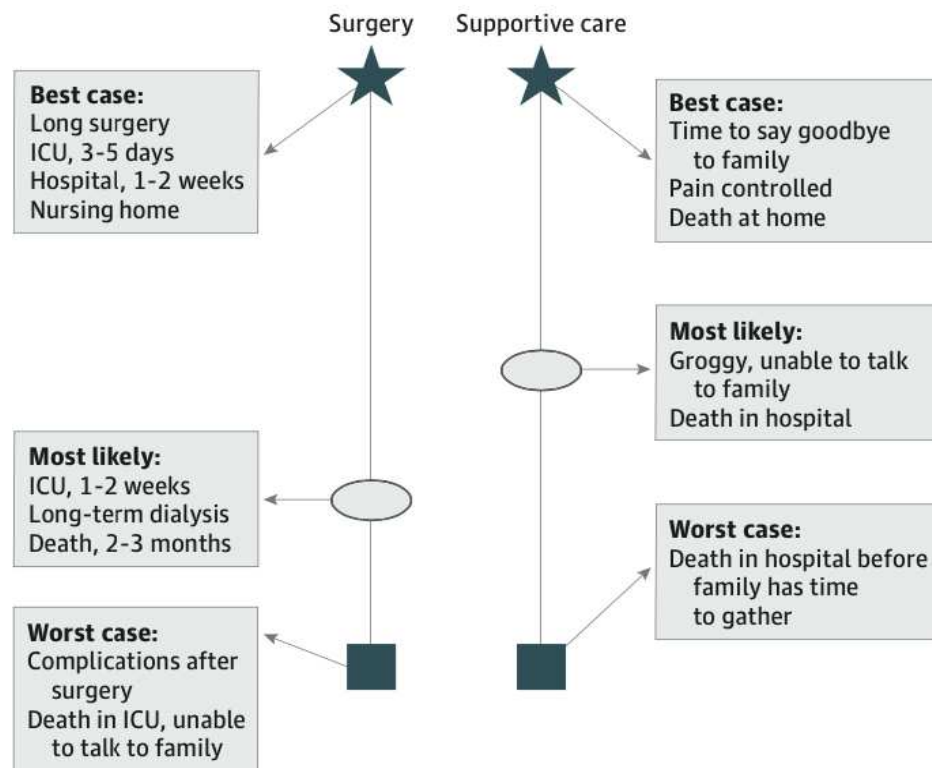 Surgery
Supportive care
Best case:
Long surgery
ICU, 3-5 days
Hospital, 1-2 weeks
Nursing home
Best case:
Time to say goodbye
to family
Pain controlled
Death at home
Most likely:
Groggy, unable to talk
to family
Death in hospital
Most likely:
ICU, 1-2 weeks
Long-term dialysis
Death, 2-3 months
Worst case:
Death in hospital before
family has time
to gather
Worst case:
Complications after
surgery
Death in ICU, unable
to talk to family